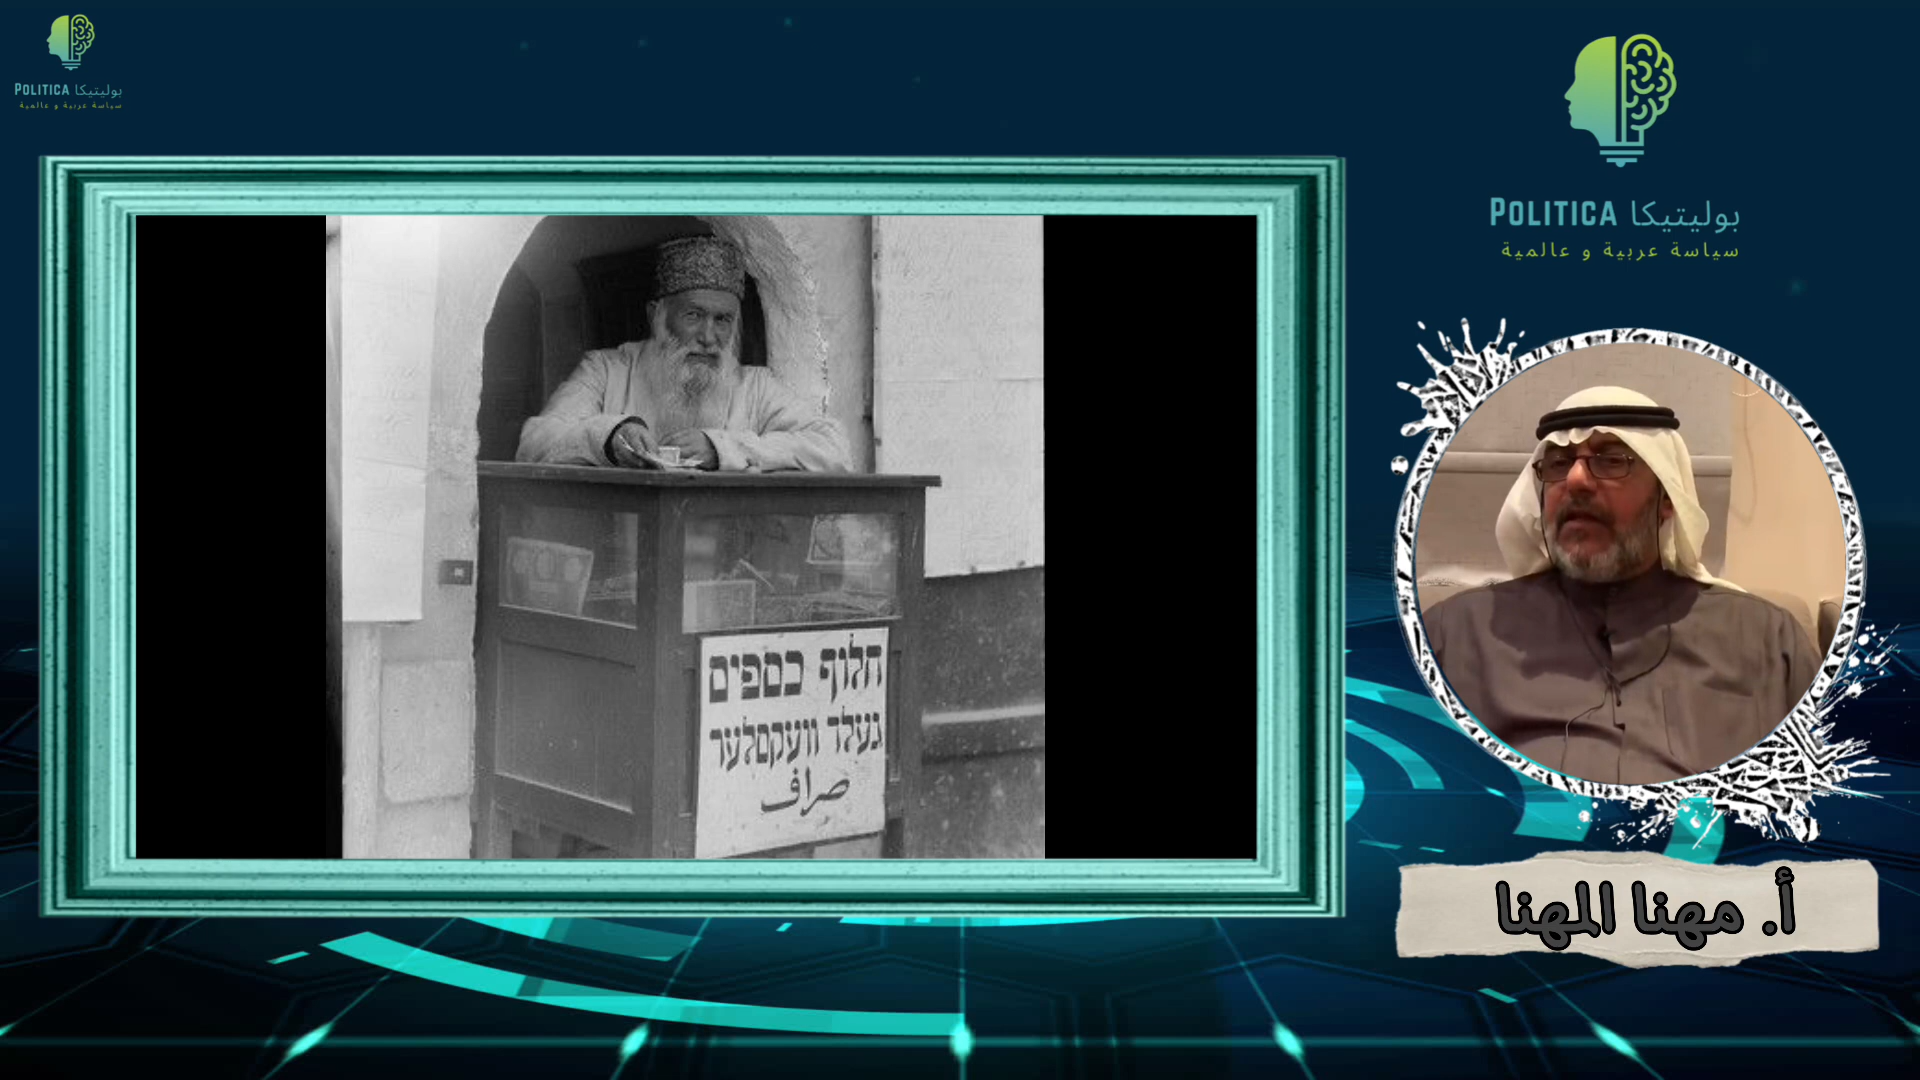 POLITICA بوليتيكا
سياسة عربية و عالمية
POLITICA بوليتيكا
سياسة عربية و عالمية
חלוף כספים
געלד וועקסלער
صراف
أ. مهنا المهنا